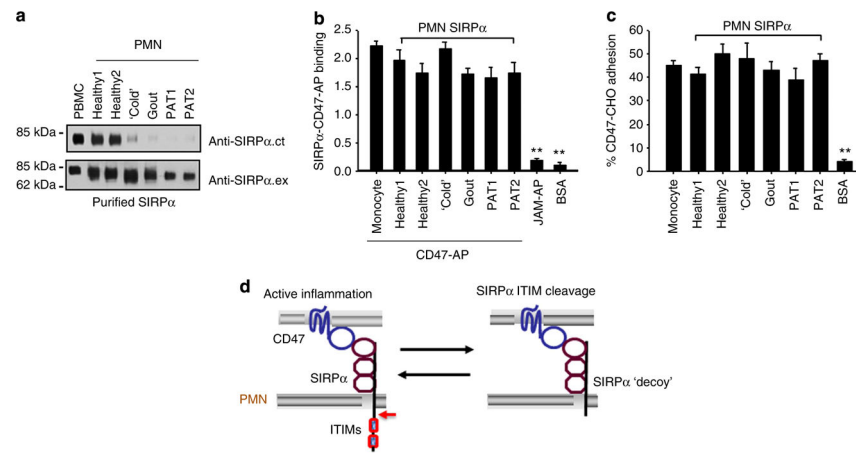 a
PMN
PBMC
Healthy1
Healthy2
‘Cold’
Gout
PAT1
PAT2
85 kDa
Anti-SIRPα.ct
85 kDa
62 kDa
Anti-SIRPα.ex
Purified SIRPα
b
PMN SIRPα
SIRPα-CD47-AP binding
2.5
2.0
1.5
1.0
0.5
0.0
** **
Monocyte
Healthy1
Healthy2
‘Cold’
Gout
PAT1
PAT2
JAM-AP
BSA
CD47-AP
c
PMN SIRPα
% CD47-CHO adhesion
60
50
40
30
20
10
0
**
Monocyte
Healthy1
Healthy2
‘Cold’
Gout
PAT1
PAT2
BSA
d
Active inflammation
CD47
SIRPα
PMN
ITIMs
SIRPα ITIM cleavage
SIRPα ‘decoy’